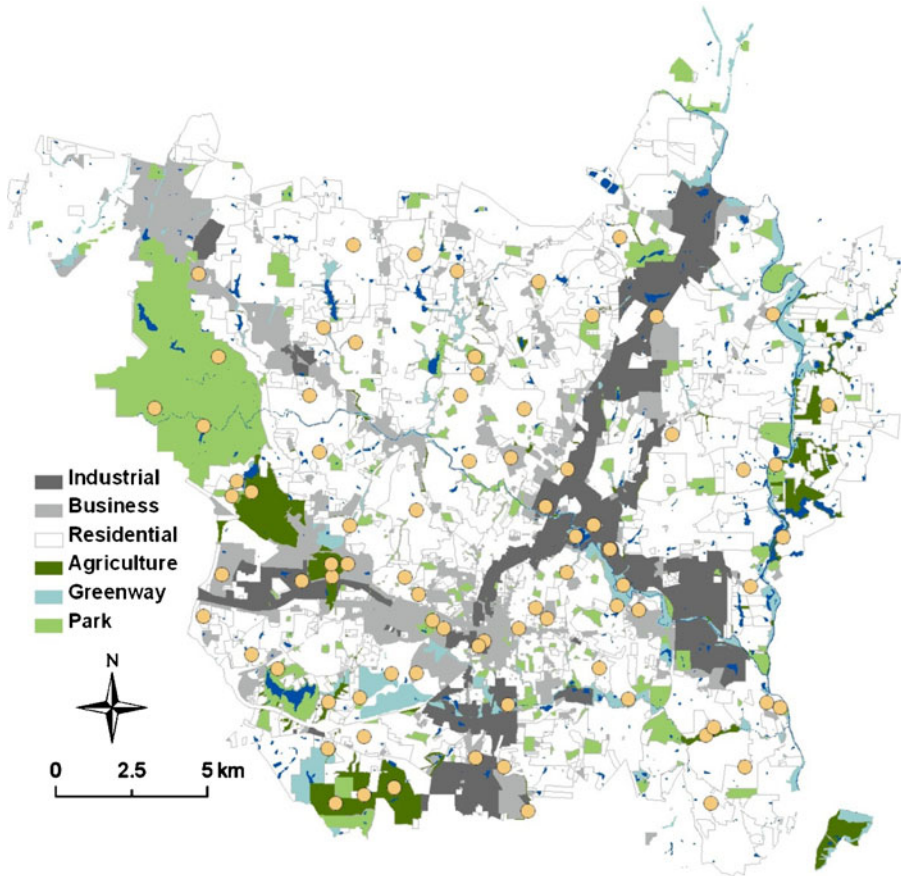 Industrial
Business
Residential
Agriculture
Greenway
Park
N
0 2.5 5 km